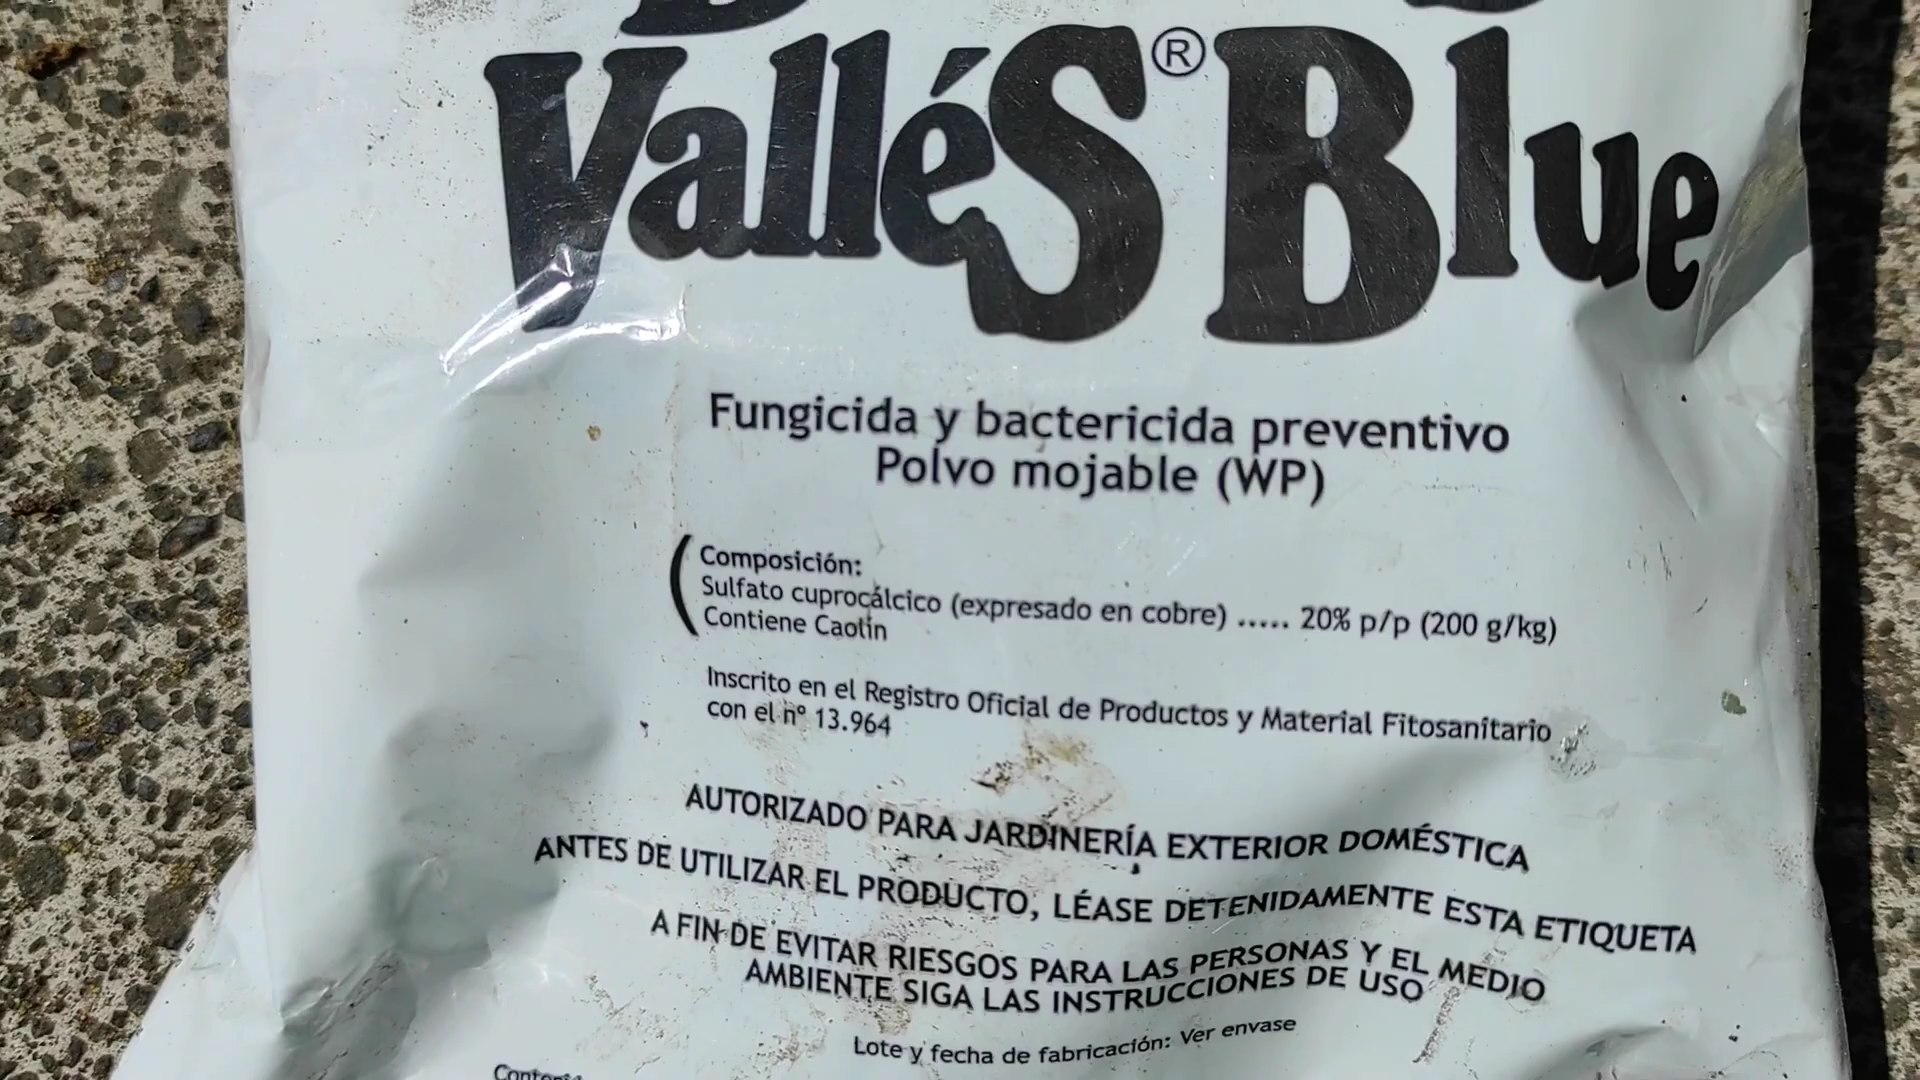 Vallés® Blue
Fungicida y bactericida preventivo
Polvo mojable (WP)
Composición:
Sulfato cuprocálcico (expresado en cobre) ..... 20% p/p (200 g/kg)
Contiene Caolín
Inscrito en el Registro Oficial de Productos y Material Fitosanitario
con el nº 13.964
AUTORIZADO PARA JARDINERÍA EXTERIOR DOMÉSTICA
ANTES DE UTILIZAR EL PRODUCTO, LÉASE DETENIDAMENTE ESTA ETIQUETA
A FIN DE EVITAR RIESGOS PARA LAS PERSONAS Y EL MEDIO
AMBIENTE SIGA LAS INSTRUCCIONES DE USO
Lote y fecha de fabricación: Ver envase